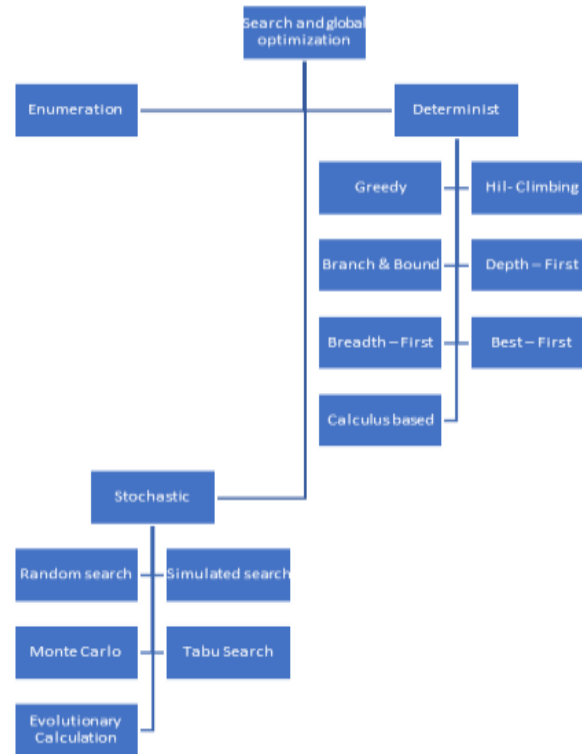 Search and global
optimization
Enumeration
Determinist
Greedy
Hil- Climbing
Branch & Bound
Depth – First
Breadth – First
Best – First
Calculus based
Stochastic
Random search
Simulated search
Monte Carlo
Tabu Search
Evolutionary
Calculation